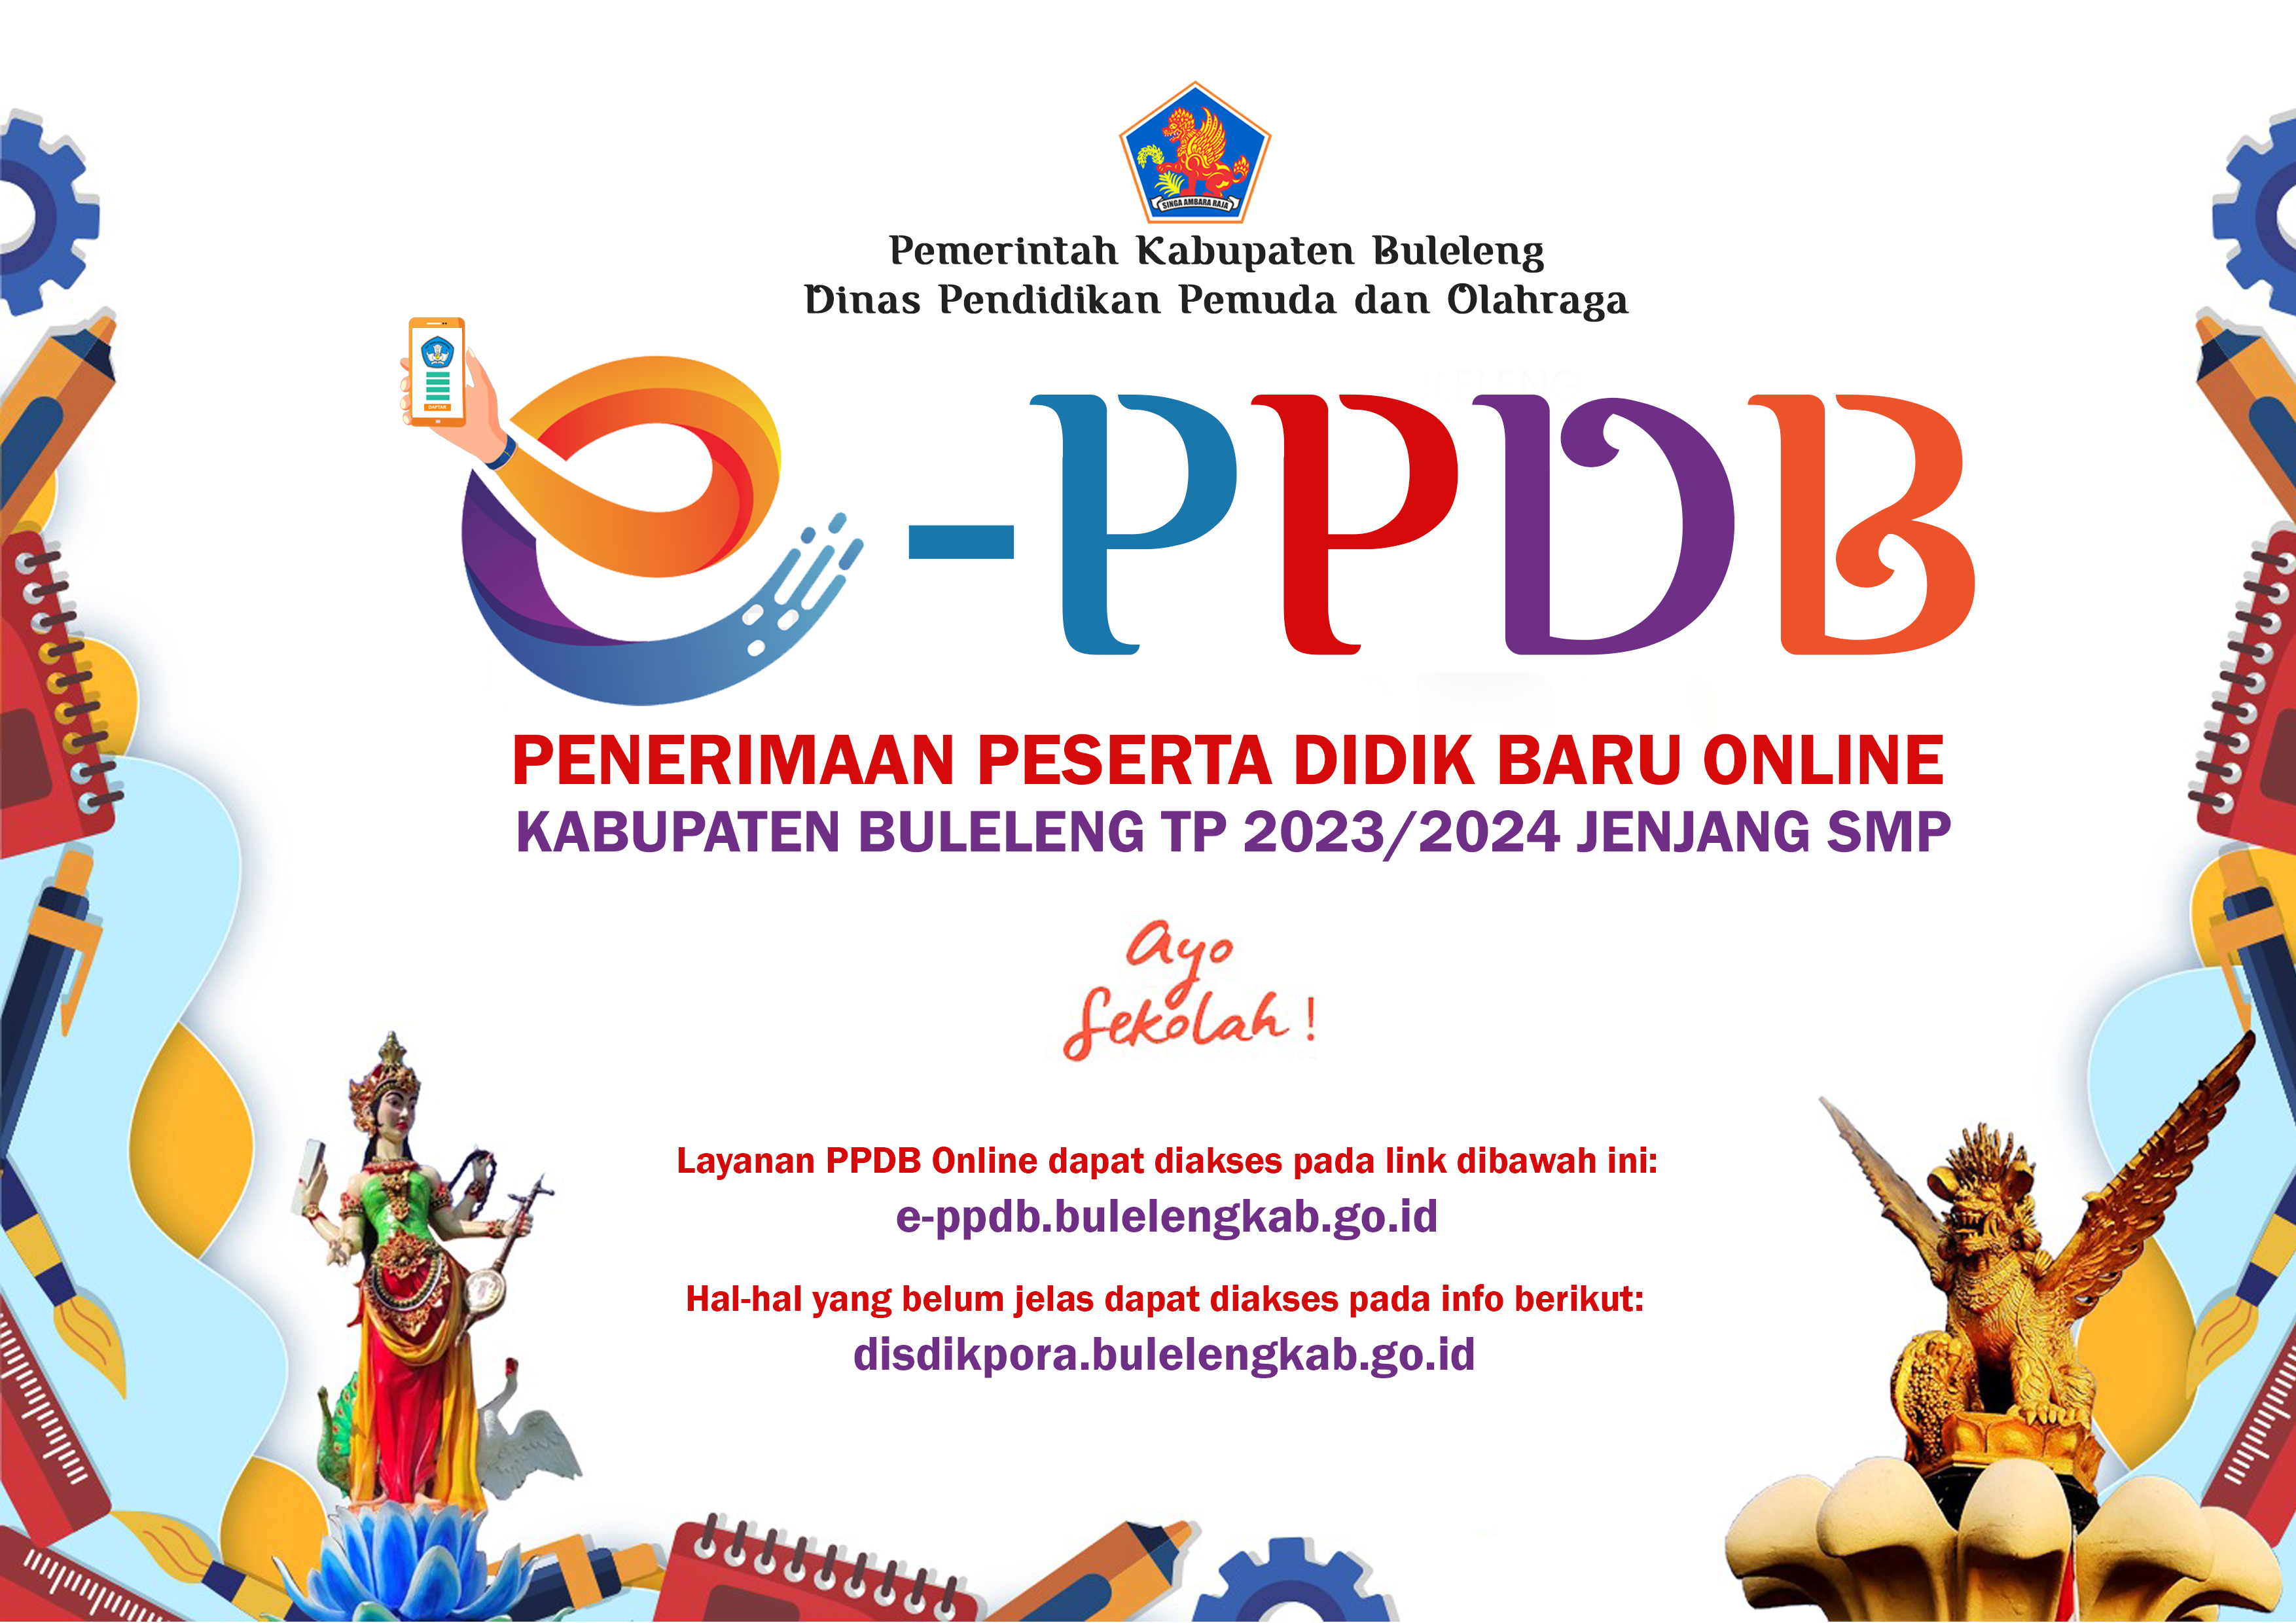 SINGA AMBARA RAJA
Pemerintah Kabupaten Buleleng
Dinas Pendidikan Pemuda dan Olahraga
DAFTAR
e-PPDB
PENERIMAAN PESERTA DIDIK BARU ONLINE
KABUPATEN BULELENG TP 2023/2024 JENJANG SMP
Ayo
Sekolah !
Layanan PPDB Online dapat diakses pada link dibawah ini:
e-ppdb.bulelengkab.go.id
Hal-hal yang belum jelas dapat diakses pada info berikut:
disdikpora.bulelengkab.go.id